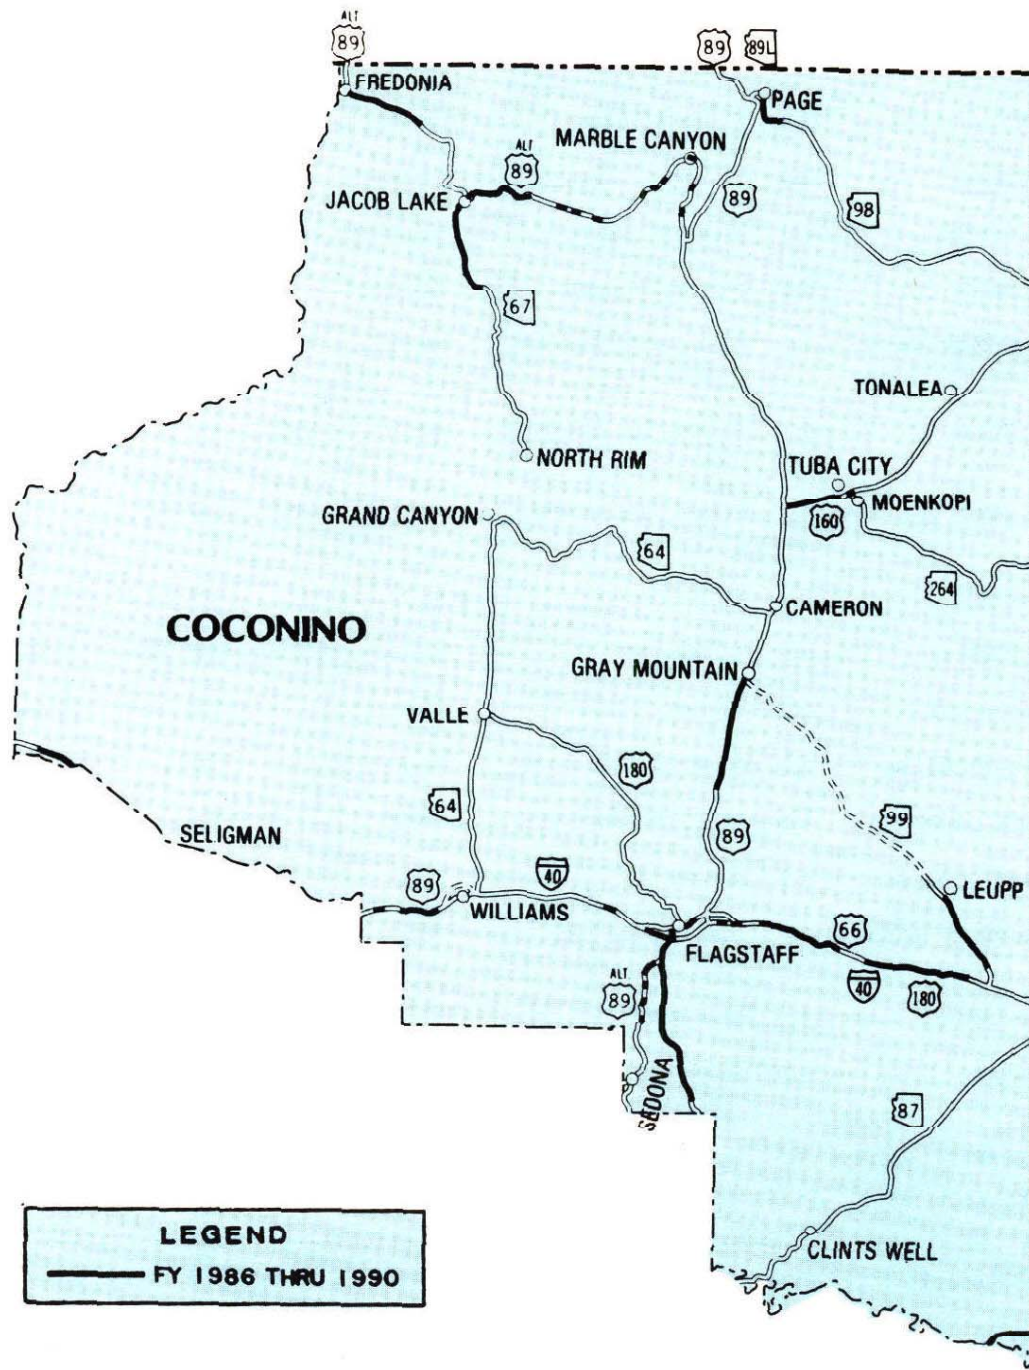 ALT
89
89
89L
FREDONIA
PAGE
MARBLE CANYON
ALT
89
89
JACOB LAKE
98
67
TONALEA
TUBA CITY
NORTH RIM
MOENKOPI
GRAND CANYON
160
64
264
CAMERON
COCONINO
GRAY MOUNTAIN
VALLE
180
64
99
SELIGMAN
89
89
40
LEUPP
WILLIAMS
66
FLAGSTAFF
ALT
89
40
180
SEDONA
87
LEGEND
FY 1986 THRU 1990
CLINTS WELL